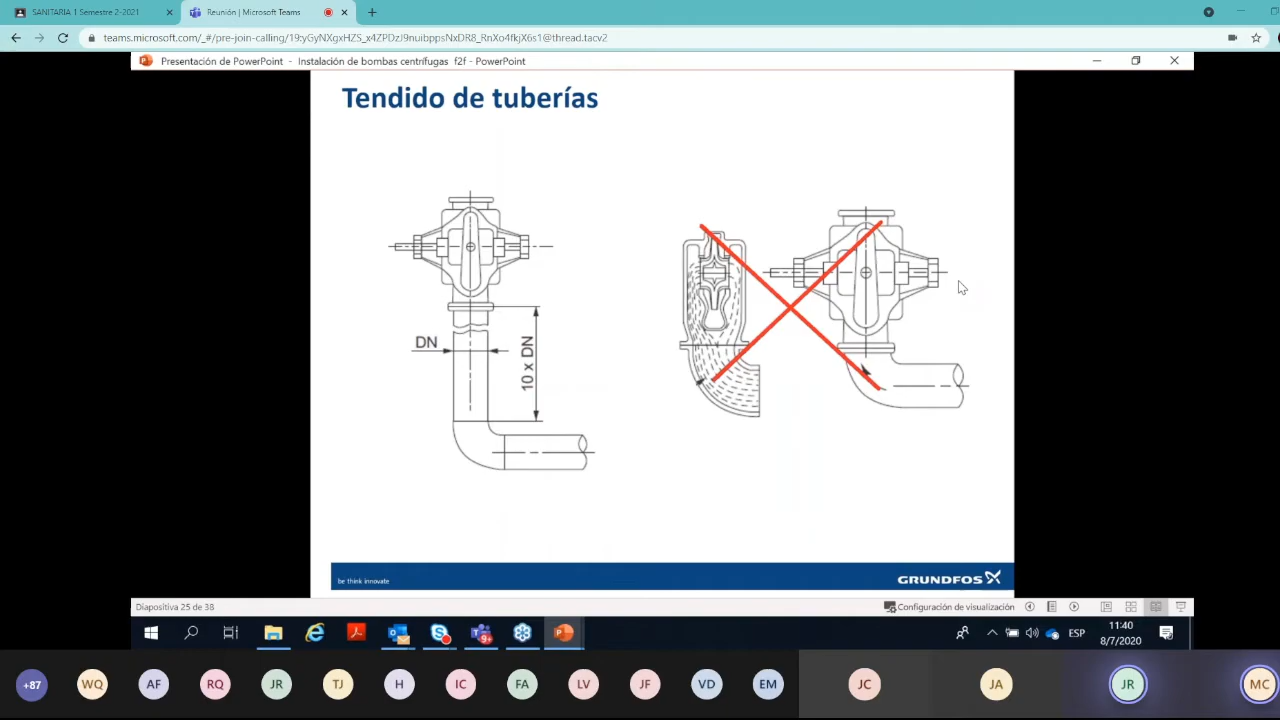 SANITARIA 1 Semestre 2-2021
Reunión | Microsoft Teams
teams.microsoft.com/_#/pre-join-calling/19:yGyNXgxHZS_x4ZPDzJ9nuibppsNxDR8_RnXo4fkjX6s1@thread.tacv2
Presentación de PowerPoint - Instalación de bombas centrífugas f2f - PowerPoint
Tendido de tuberías
DN
10 x DN
be think innovate
GRUNDFOS
Diapositiva 25 de 38
Configuración de visualización
9+
ESP
11:40
8/7/2020
+87
WQ
AF
RQ
JR
TJ
H
IC
FA
LV
JF
VD
EM
JC
JA
JR
MC